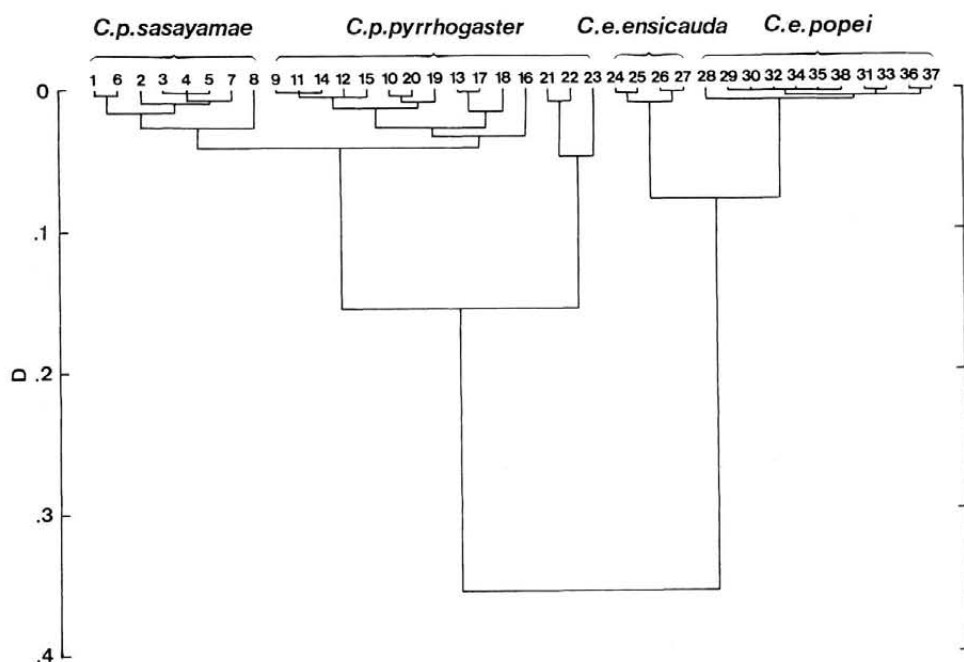 C.p.sasayamae C.p.pyrrhogaster C.e.ensicauda C.e.popei
1 6 2 3 4 5 7 8 9 11 14 12 15 10 20 19 13 17 18 16 21 22 23 24 25 26 27 28 29 30 32 34 35 38 31 33 36 37
0
.1
D .2
.3
.4